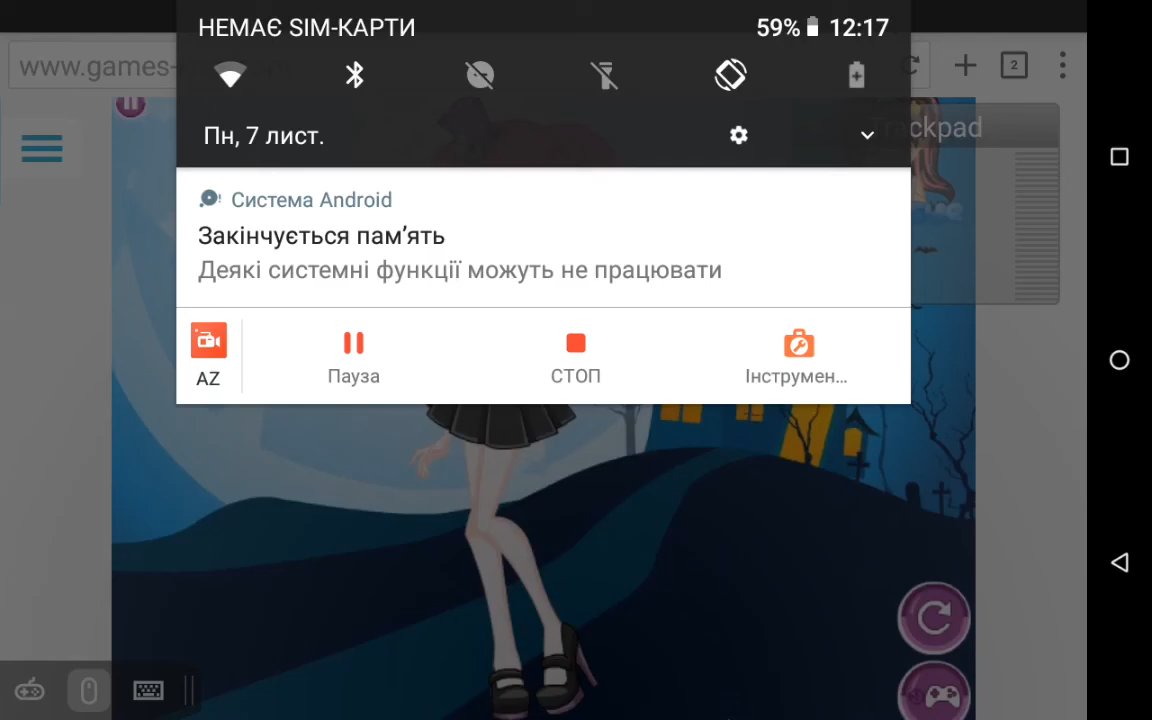 НЕМАЄ SIM-КАРТИ
59% 12:17
www.games-
2
Пн, 7 лист.
ckpad
Система Android
Закінчується пам’ять
Деякі системні функції можуть не працювати
AZ
Пауза
СТОП
Інструмен...